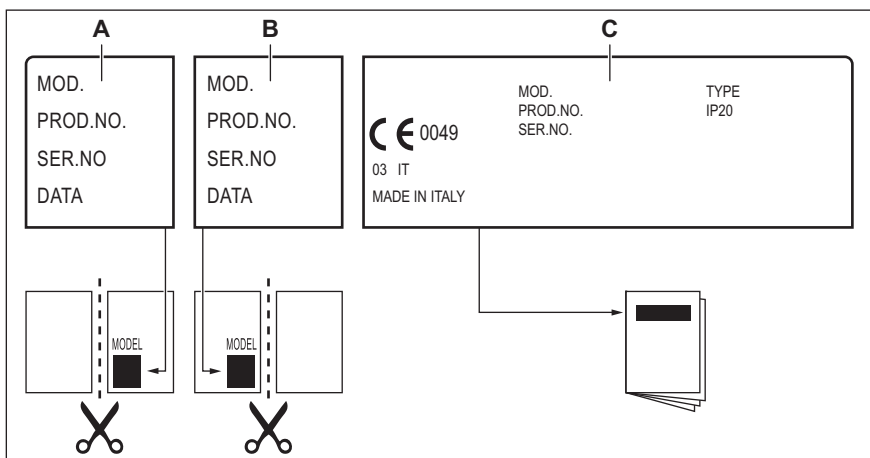 A
B
C
MOD.
PROD.NO.
SER.NO
DATA
MOD.
PROD.NO.
SER.NO
DATA
MOD.
PROD.NO.
SER.NO.
TYPE
IP20
CE 0049
03 IT
MADE IN ITALY
MODEL
MODEL